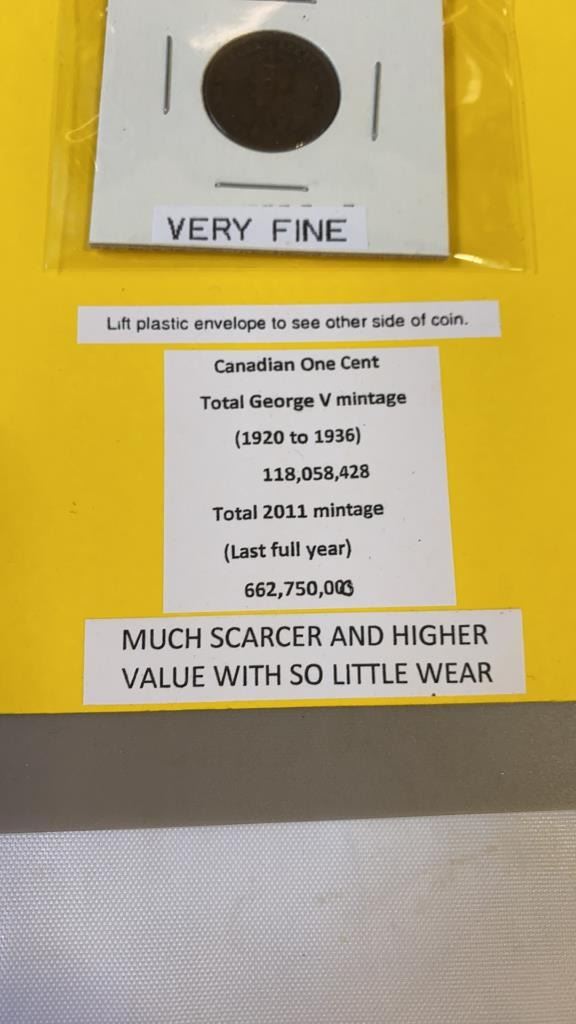 VERY FINE
Lift plastic envelope to see other side of coin.
Canadian One Cent
Total George V mintage
(1920 to 1936)
118,058,428
Total 2011 mintage
(Last full year)
662,750,000
MUCH SCARCER AND HIGHER
VALUE WITH SO LITTLE WEAR